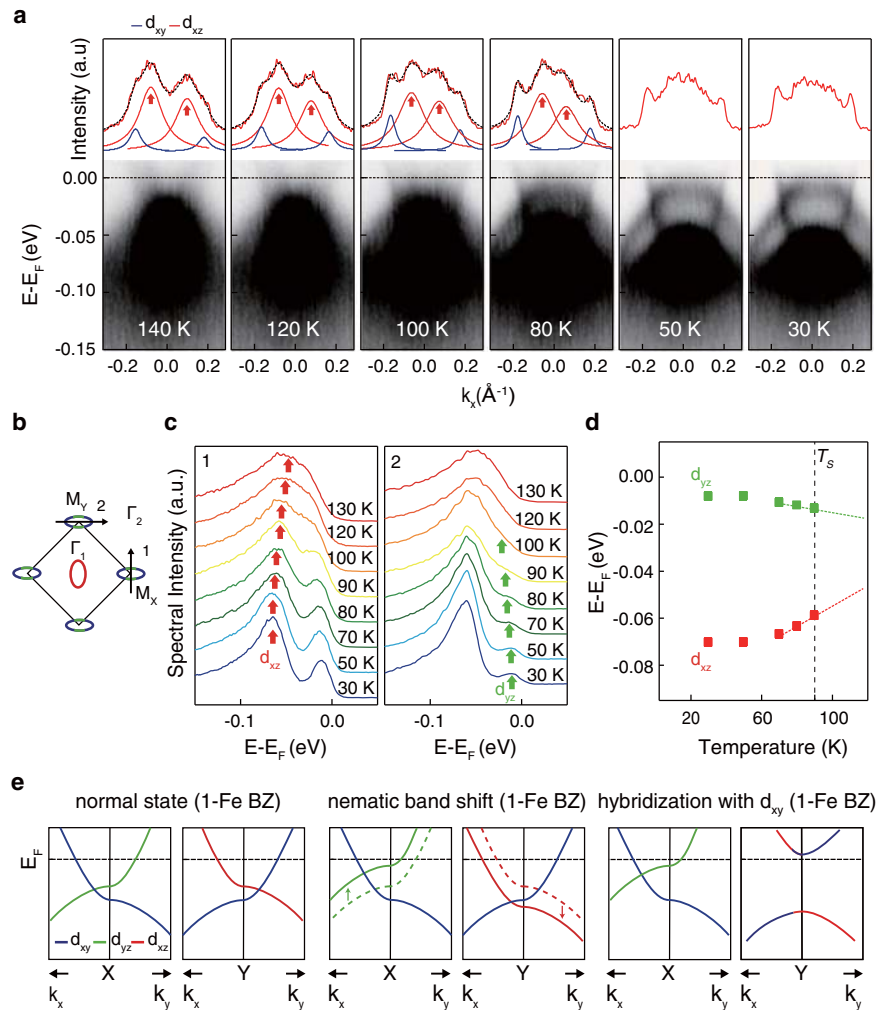 a
d_xy d_xz
Intensity (a.u)
E-E_F (eV)
0.00
-0.05
-0.10
-0.15
140 K 120 K 100 K 80 K 50 K 30 K
-0.2 0.0 0.2 -0.2 0.0 0.2 -0.2 0.0 0.2 -0.2 0.0 0.2 -0.2 0.0 0.2 -0.2 0.0 0.2
k_x(Å⁻¹)
b
M_Y 2 Γ_2
Γ_1
1
M_X
c
Spectral Intensity (a.u.)
1
130 K
120 K
100 K
90 K
80 K
70 K
50 K
30 K
d_xz
-0.1 0.0
E-E_F (eV)
2
130 K
120 K
100 K
90 K
80 K
70 K
50 K
30 K
d_yz
-0.1 0.0
E-E_F (eV)
d
T_S
E-E_F (eV)
0.00
-0.02
-0.04
-0.06
-0.08
d_yz
d_xz
20 60 100
Temperature (K)
e
normal state (1-Fe BZ) nematic band shift (1-Fe BZ) hybridization with d_xy (1-Fe BZ)
E_F
d_xy d_yz d_xz
X Y X Y X Y
k_x k_y k_x k_y k_x k_y k_x k_y k_x k_y k_x k_y